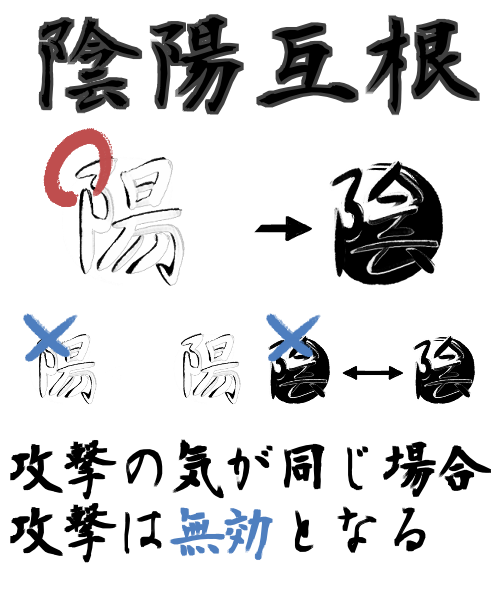 陰陽互根
陽 陰
陽 陽 陰 陰
攻撃の気が同じ場合
攻撃は無効となる